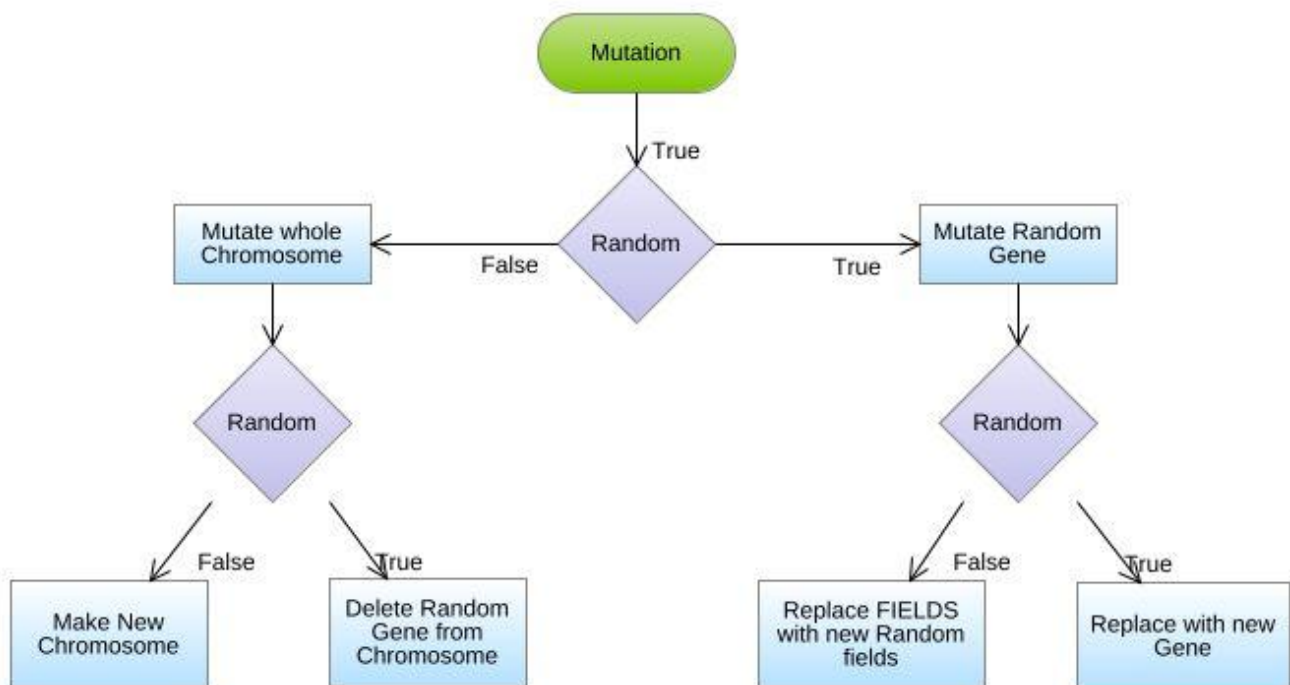 Mutation
True
Mutate whole
Chromosome
Random
Mutate Random
Gene
False
True
Random
Random
False
True
False
True
Make New
Chromosome
Delete Random
Gene from
Chromosome
Replace FIELDS
with new Random
fields
Replace with new
Gene